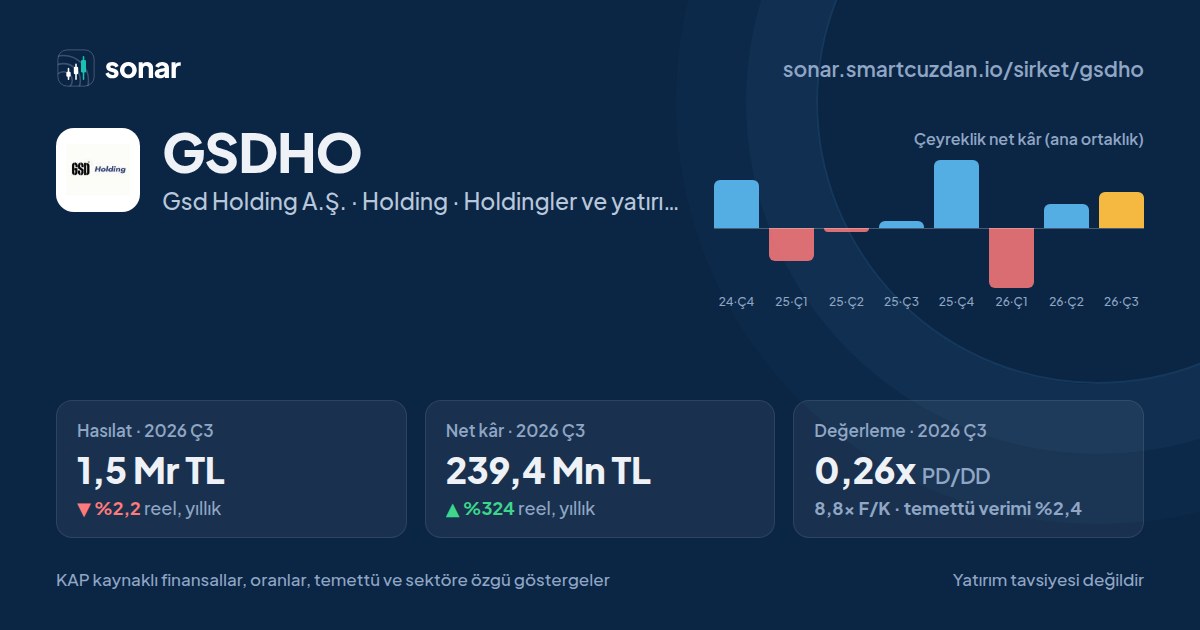 sonar
sonar.smartcuzdan.io/sirket/gsdho
GSD Holding
GSDHO
Gsd Holding A.Ş. · Holding · Holdingler ve yatırı...
Çeyreklik net kâr (ana ortaklık)
24·Ç4 25·Ç1 25·Ç2 25·Ç3 25·Ç4 26·Ç1 26·Ç2 26·Ç3
Hasılat · 2026 Ç3
1,5 Mr TL
▼ %2,2 reel, yıllık
Net kâr · 2026 Ç3
239,4 Mn TL
▲ %324 reel, yıllık
Değerleme · 2026 Ç3
0,26x PD/DD
8,8x F/K · temettü verimi %2,4
KAP kaynaklı finansallar, oranlar, temettü ve sektöre özgü göstergeler
Yatırım tavsiyesi değildir